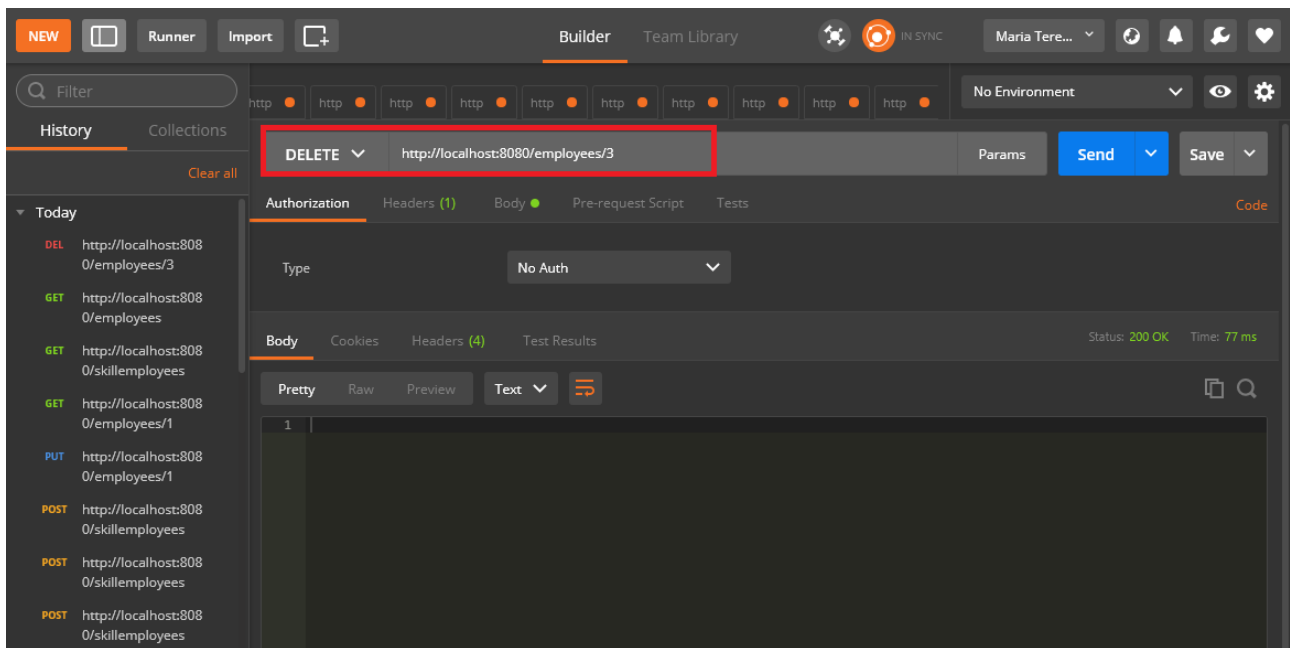 NEW Runner Import Builder Team Library IN SYNC Maria Tere...
Filter
http http http http http http http http http http No Environment
History Collections
DELETE http://localhost:8080/employees/3 Params Send Save
Clear all
Authorization Headers (1) Body Pre-request Script Tests Code
Today
DEL http://localhost:808
0/employees/3
Type No Auth
GET http://localhost:808
0/employees
Body Cookies Headers (4) Test Results Status: 200 OK Time: 77 ms
GET http://localhost:808
0/skillemployees
Pretty Raw Preview Text
GET http://localhost:808
0/employees/1
1
PUT http://localhost:808
0/employees/1
POST http://localhost:808
0/skillemployees
POST http://localhost:808
0/skillemployees
POST http://localhost:808
0/skillemployees